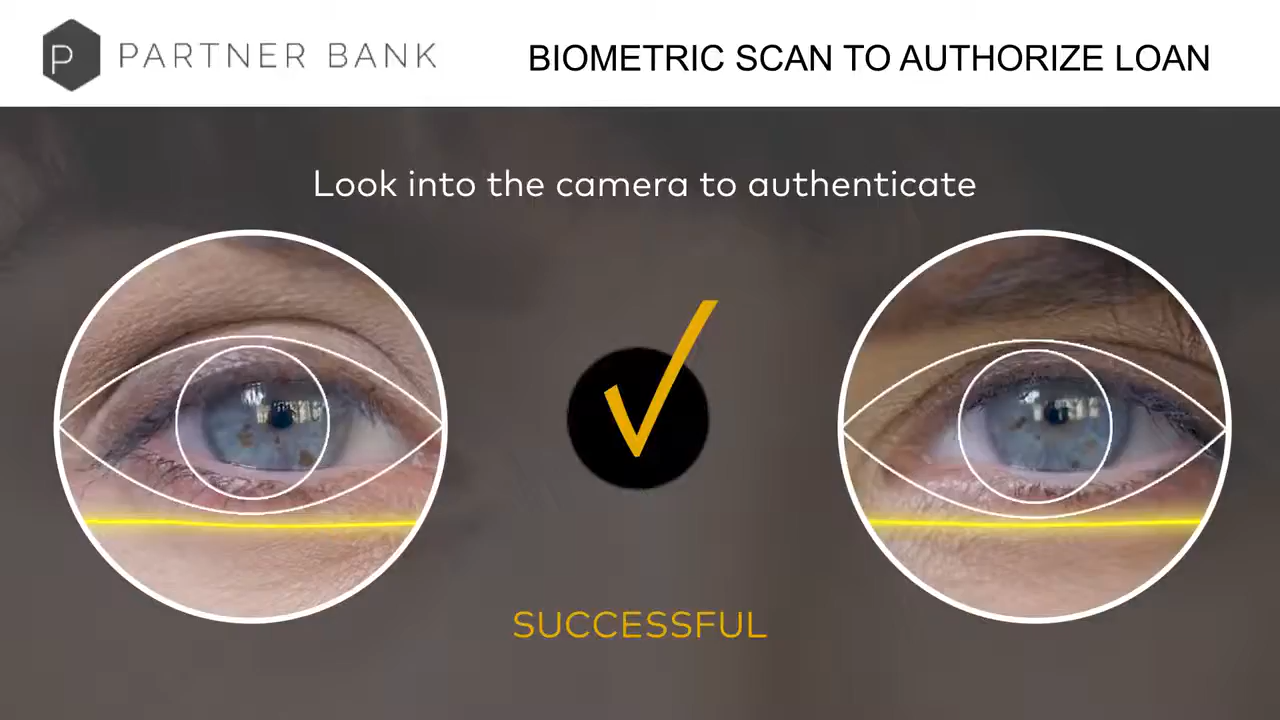 P PARTNER BANK
BIOMETRIC SCAN TO AUTHORIZE LOAN
Look into the camera to authenticate
SUCCESSFUL